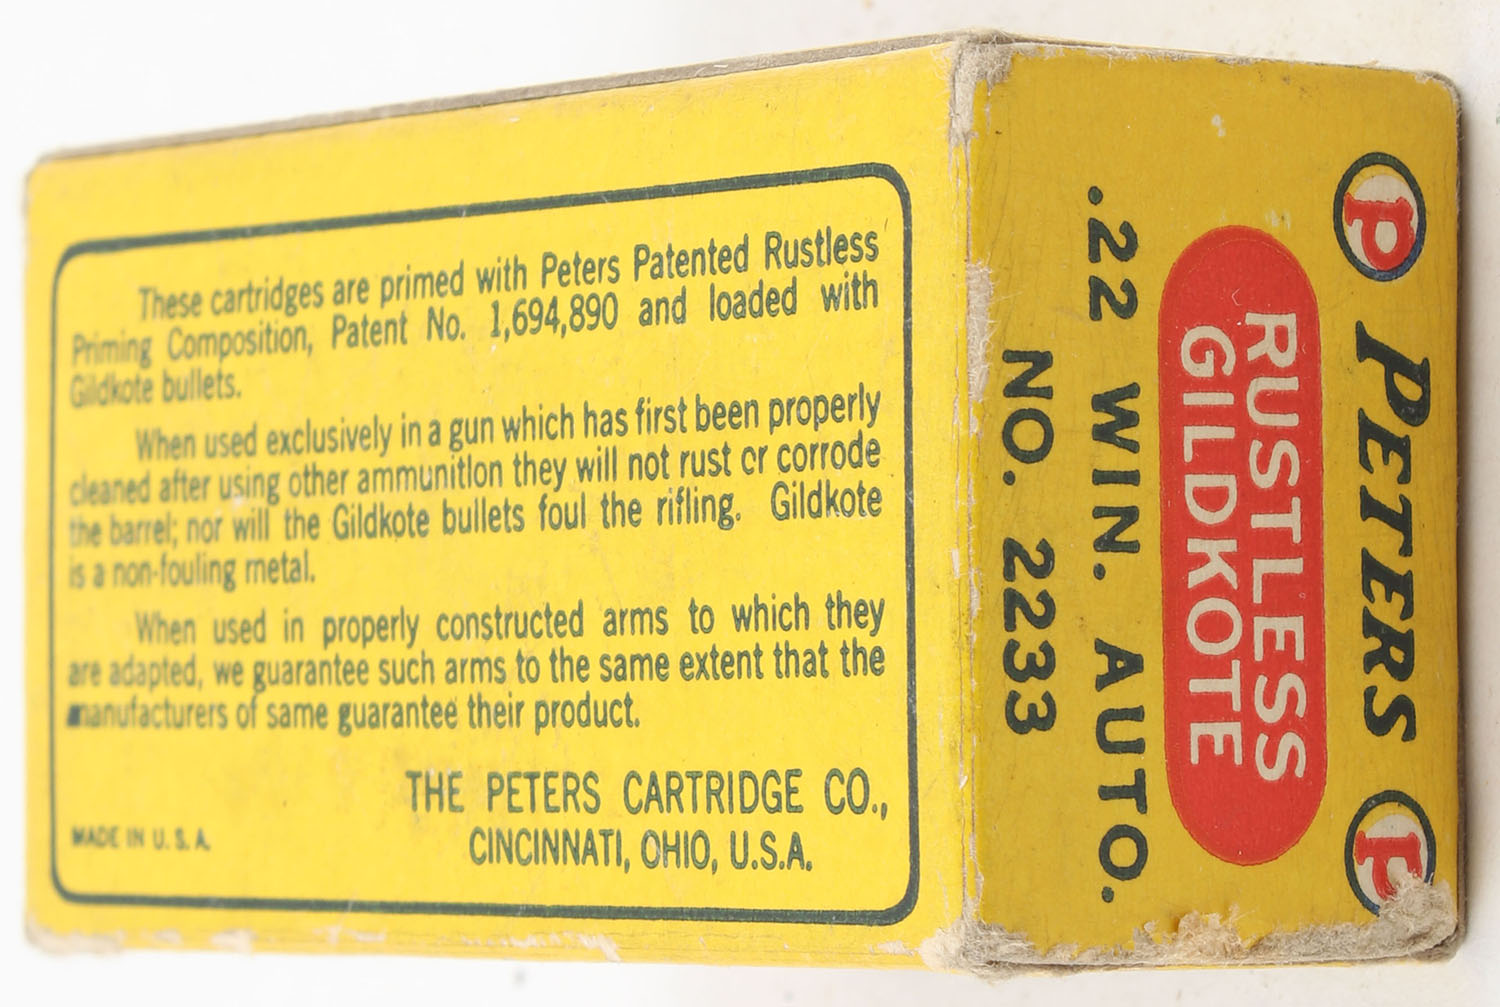 These cartridges are primed with Peters Patented Rustless
Priming Composition, Patent No. 1,694,890 and loaded with
Gildkote bullets.
When used exclusively in a gun which has first been properly
cleaned after using other ammunition they will not rust or corrode
the barrel; nor will the Gildkote bullets foul the rifling. Gildkote
is a non-fouling metal.
When used in properly constructed arms to which they
are adapted, we guarantee such arms to the same extent that the
manufacturers of same guarantee their product.
THE PETERS CARTRIDGE CO.,
CINCINNATI, OHIO, U.S.A.
MADE IN U.S.A.
P PETERS P
RUSTLESS
GILDKOTE
.22 WIN. AUTO.
NO. 2233